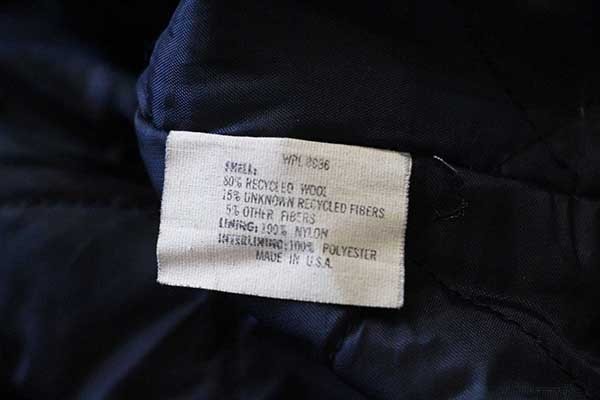 WPL 8936
SHELL:
80% RECYCLED WOOL
15% UNKNOWN RECYCLED FIBERS
5% OTHER FIBERS
LINING: 100% NYLON
INTERLINING: 100% POLYESTER
MADE IN U.S.A.